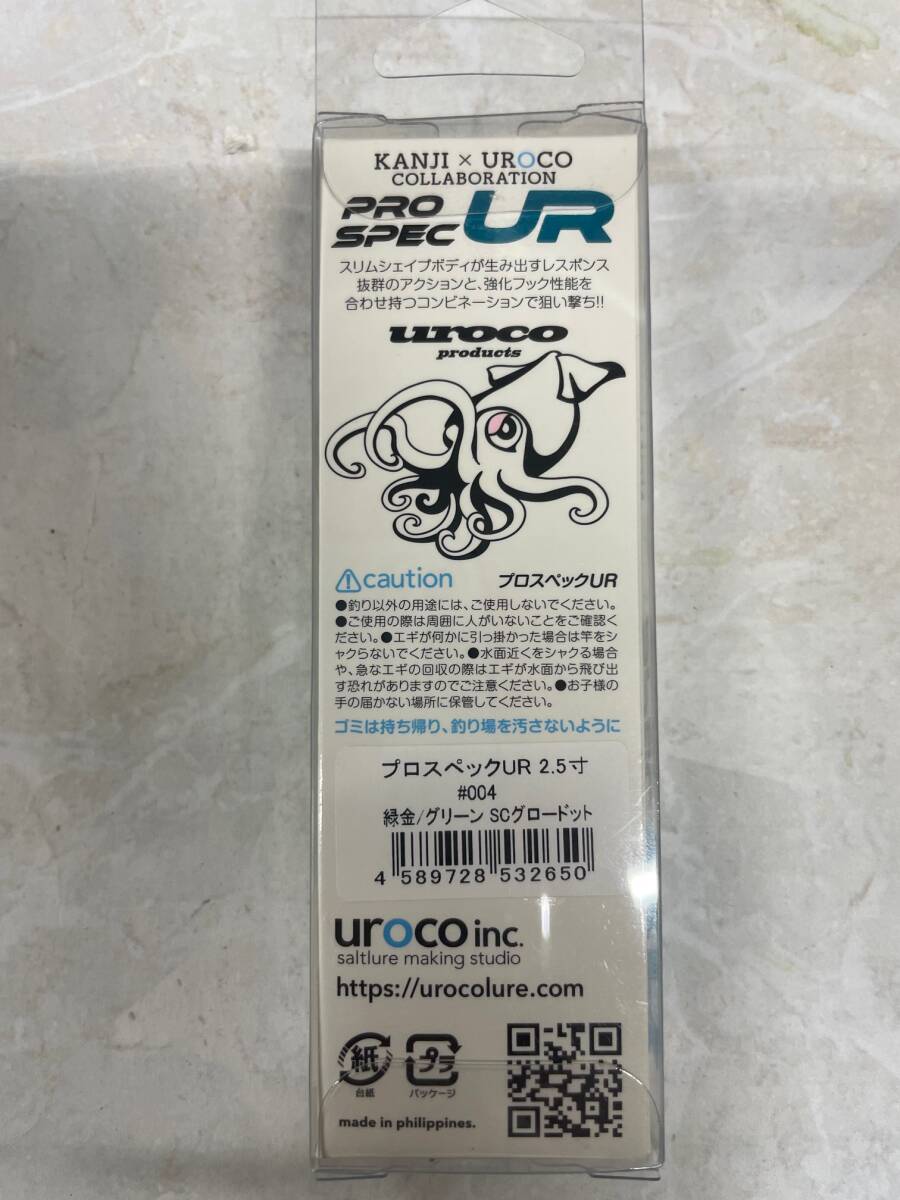 KANJI × UROCO
COLLABORATION
PRO
SPEC UR
スリムシェイプボディが生み出すレスポンス
抜群のアクションと、強化フック性能を
合わせ持つコンビネーションで狙い撃ち!!
uroco
products
caution プロスペックUR
●釣り以外の用途には、ご使用しないでください。
●ご使用の際は周囲に人がいないことをご確認く
ださい。●エギが何かに引っ掛かった場合は竿をシ
ャクらないでください。●水面近くをシャクる場合
や、急なエギの回収の際はエギが水面から飛び出
す恐れがありますのでご注意ください。●お子様の
手の届かない場所に保管してください。
ゴミは持ち帰り、釣り場を汚さないように
プロスペックUR 2.5寸
#004
緑金/グリーン SCグロードット
4 589728 532650
uroco inc.
saltlure making studio
https://urocolure.com
紙 プラ
台紙 パッケージ
made in philippines.